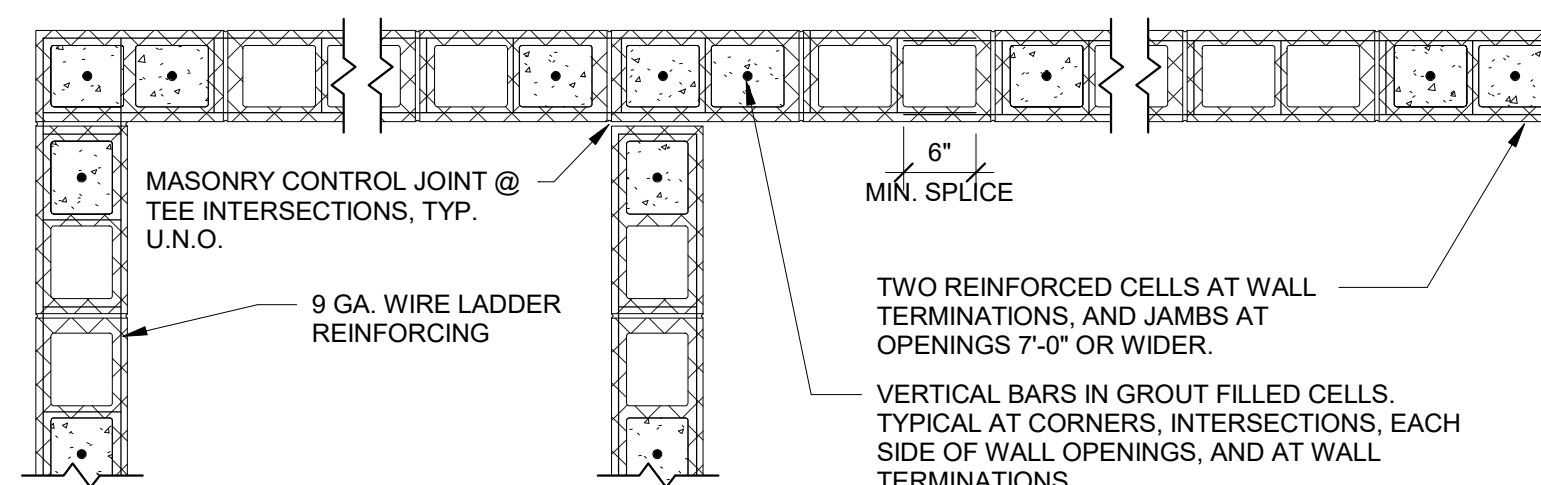 MASONRY CONTROL JOINT @
TEE INTERSECTIONS, TYP.
U.N.O.
9 GA. WIRE LADDER
REINFORCING
6"
MIN. SPLICE
TWO REINFORCED CELLS AT WALL
TERMINATIONS, AND JAMBS AT
OPENINGS 7'-0" OR WIDER.
VERTICAL BARS IN GROUT FILLED CELLS.
TYPICAL AT CORNERS, INTERSECTIONS, EACH
SIDE OF WALL OPENINGS, AND AT WALL
TERMINATIONS